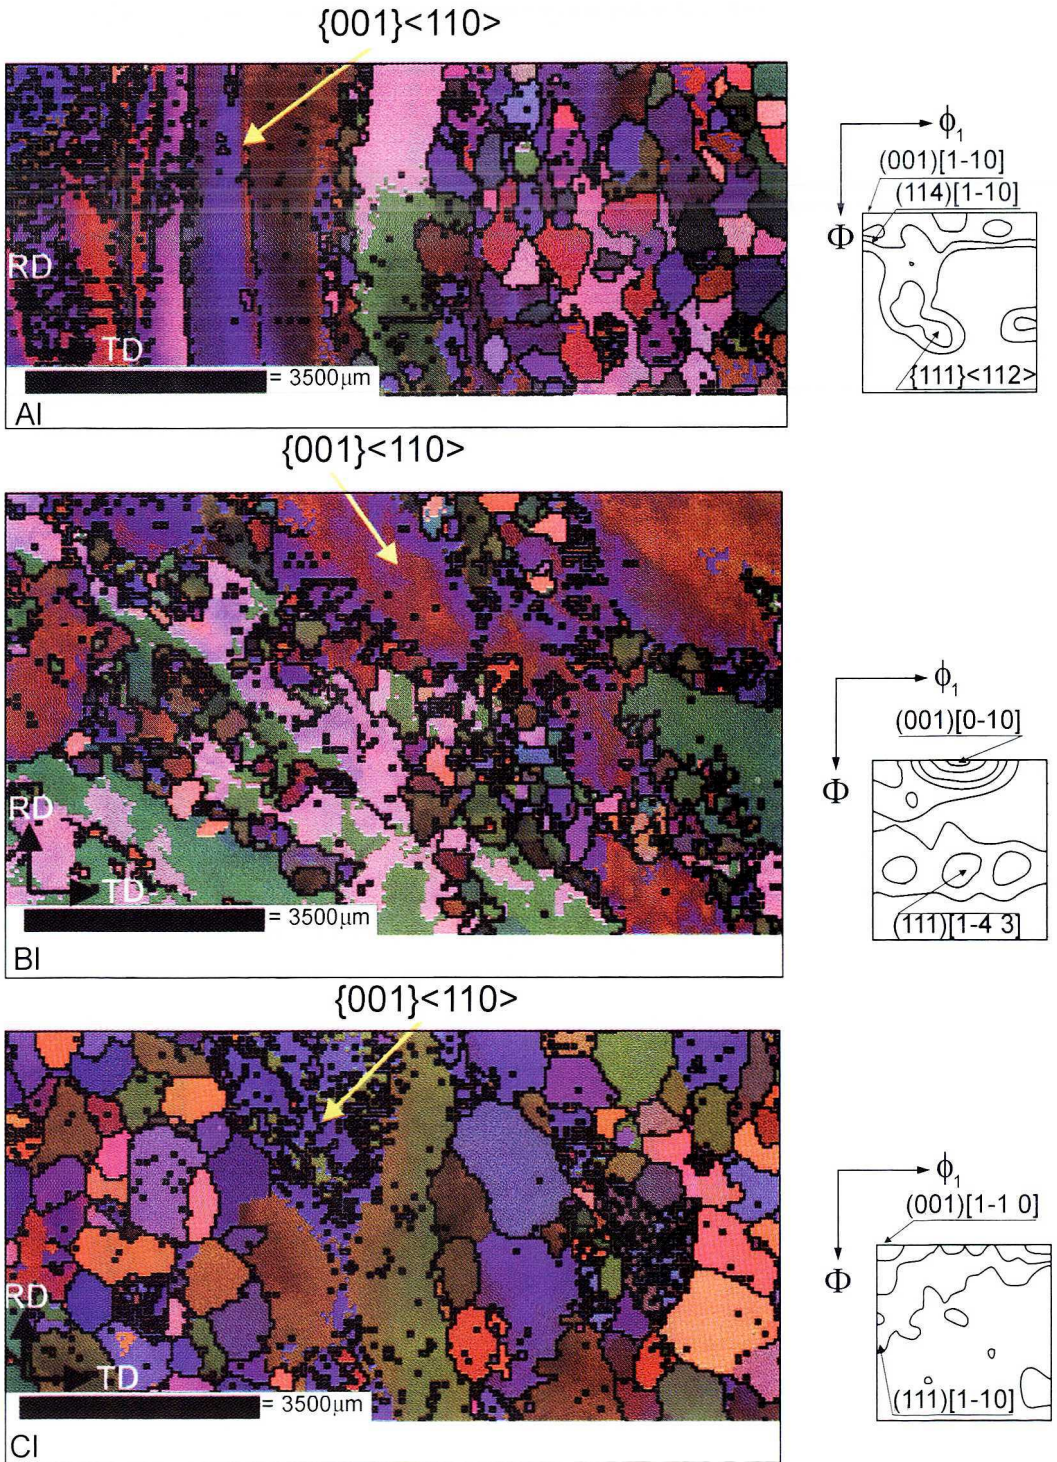 {001}<110>
RD
TD
= 3500μm
AI
ϕ1
(001)[1-10]
(114)[1-10]
Φ
{111}<112>
{001}<110>
RD
TD
= 3500μm
BI
ϕ1
(001)[0-10]
Φ
(111)[1-4 3]
{001}<110>
RD
TD
= 3500μm
CI
ϕ1
(001)[1-1 0]
Φ
(111)[1-10]